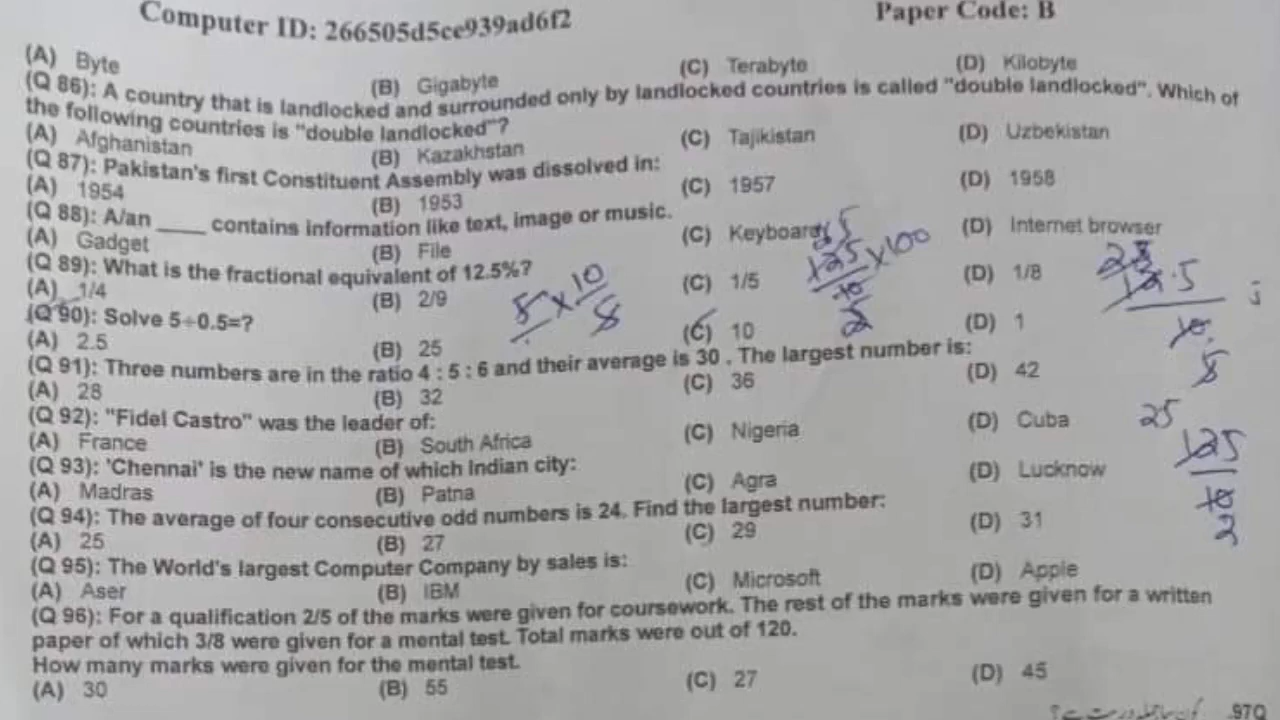 Computer ID: 266505d5ce939ad6f2 Paper Code: B
(A) Byte (B) Gigabyte (C) Terabyte (D) Kilobyte
(Q 86): A country that is landlocked and surrounded only by landlocked countries is called "double landlocked". Which of
the following countries is "double landlocked"?
(A) Afghanistan (B) Kazakhstan (C) Tajikistan (D) Uzbekistan
(Q 87): Pakistan's first Constituent Assembly was dissolved in:
(A) 1954 (B) 1953 (C) 1957 (D) 1958
(Q 88): A/an ____ contains information like text, image or music.
(A) Gadget (B) File (C) Keyboard (D) Internet browser
(Q 89): What is the fractional equivalent of 12.5%?
(A) 1/4 (B) 2/9 (C) 1/5 (D) 1/8
(Q 90): Solve 5÷0.5=?
(A) 2.5 (B) 25 (C) 10 (D) 1
(Q 91): Three numbers are in the ratio 4 : 5 : 6 and their average is 30 . The largest number is:
(A) 28 (B) 32 (C) 36 (D) 42
(Q 92): "Fidel Castro" was the leader of:
(A) France (B) South Africa (C) Nigeria (D) Cuba
(Q 93): 'Chennai' is the new name of which Indian city:
(A) Madras (B) Patna (C) Agra (D) Lucknow
(Q 94): The average of four consecutive odd numbers is 24. Find the largest number:
(A) 25 (B) 27 (C) 29 (D) 31
(Q 95): The World's largest Computer Company by sales is:
(A) Aser (B) IBM (C) Microsoft (D) Apple
(Q 96): For a qualification 2/5 of the marks were given for coursework. The rest of the marks were given for a written
paper of which 3/8 were given for a mental test. Total marks were out of 120.
How many marks were given for the mental test.
(A) 30 (B) 55 (C) 27 (D) 45